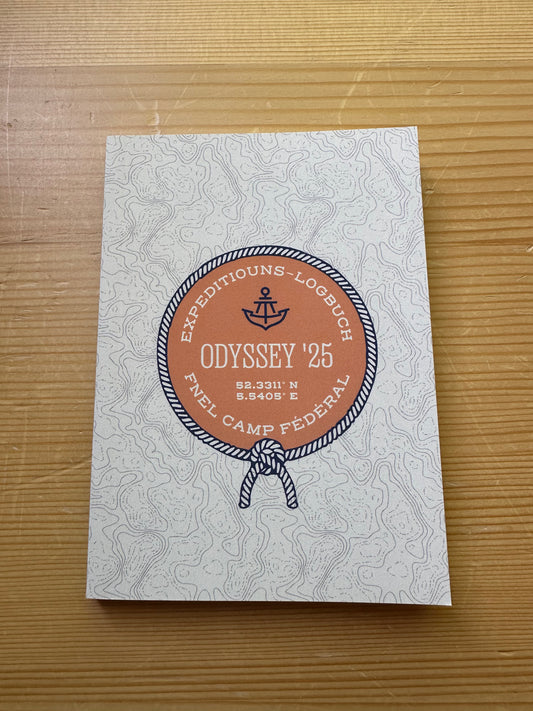 EXPEDITIOUNS-LOGBUCH
ODYSSEY '25
52.3311° N
5.5405° E
FNEL CAMP FÉDÉRAL